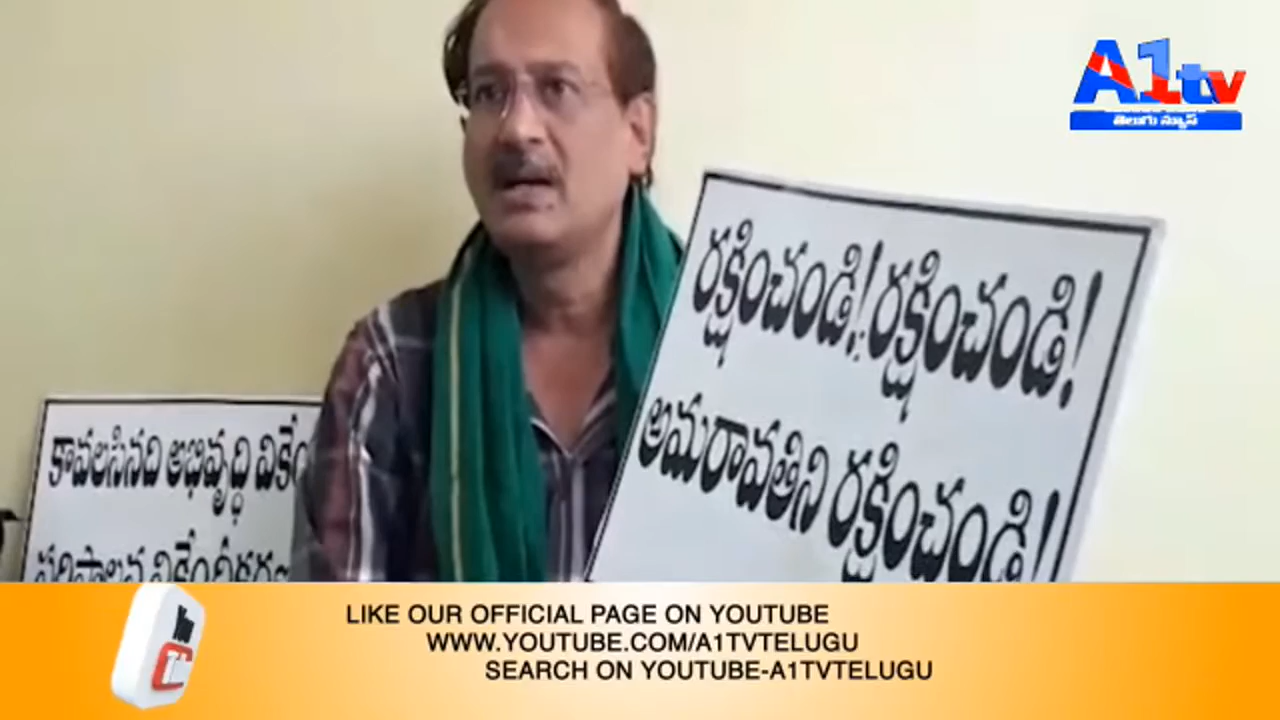 A1tv
తెలుగు న్యూస్
రక్షించండి! రక్షించండి!
అమరావతిని రక్షించండి!!
కావలసినది అభివృద్ధి
LIKE OUR OFFICIAL PAGE ON YOUTUBE
WWW.YOUTUBE.COM/A1TVTELUGU
SEARCH ON YOUTUBE-A1TVTELUGU